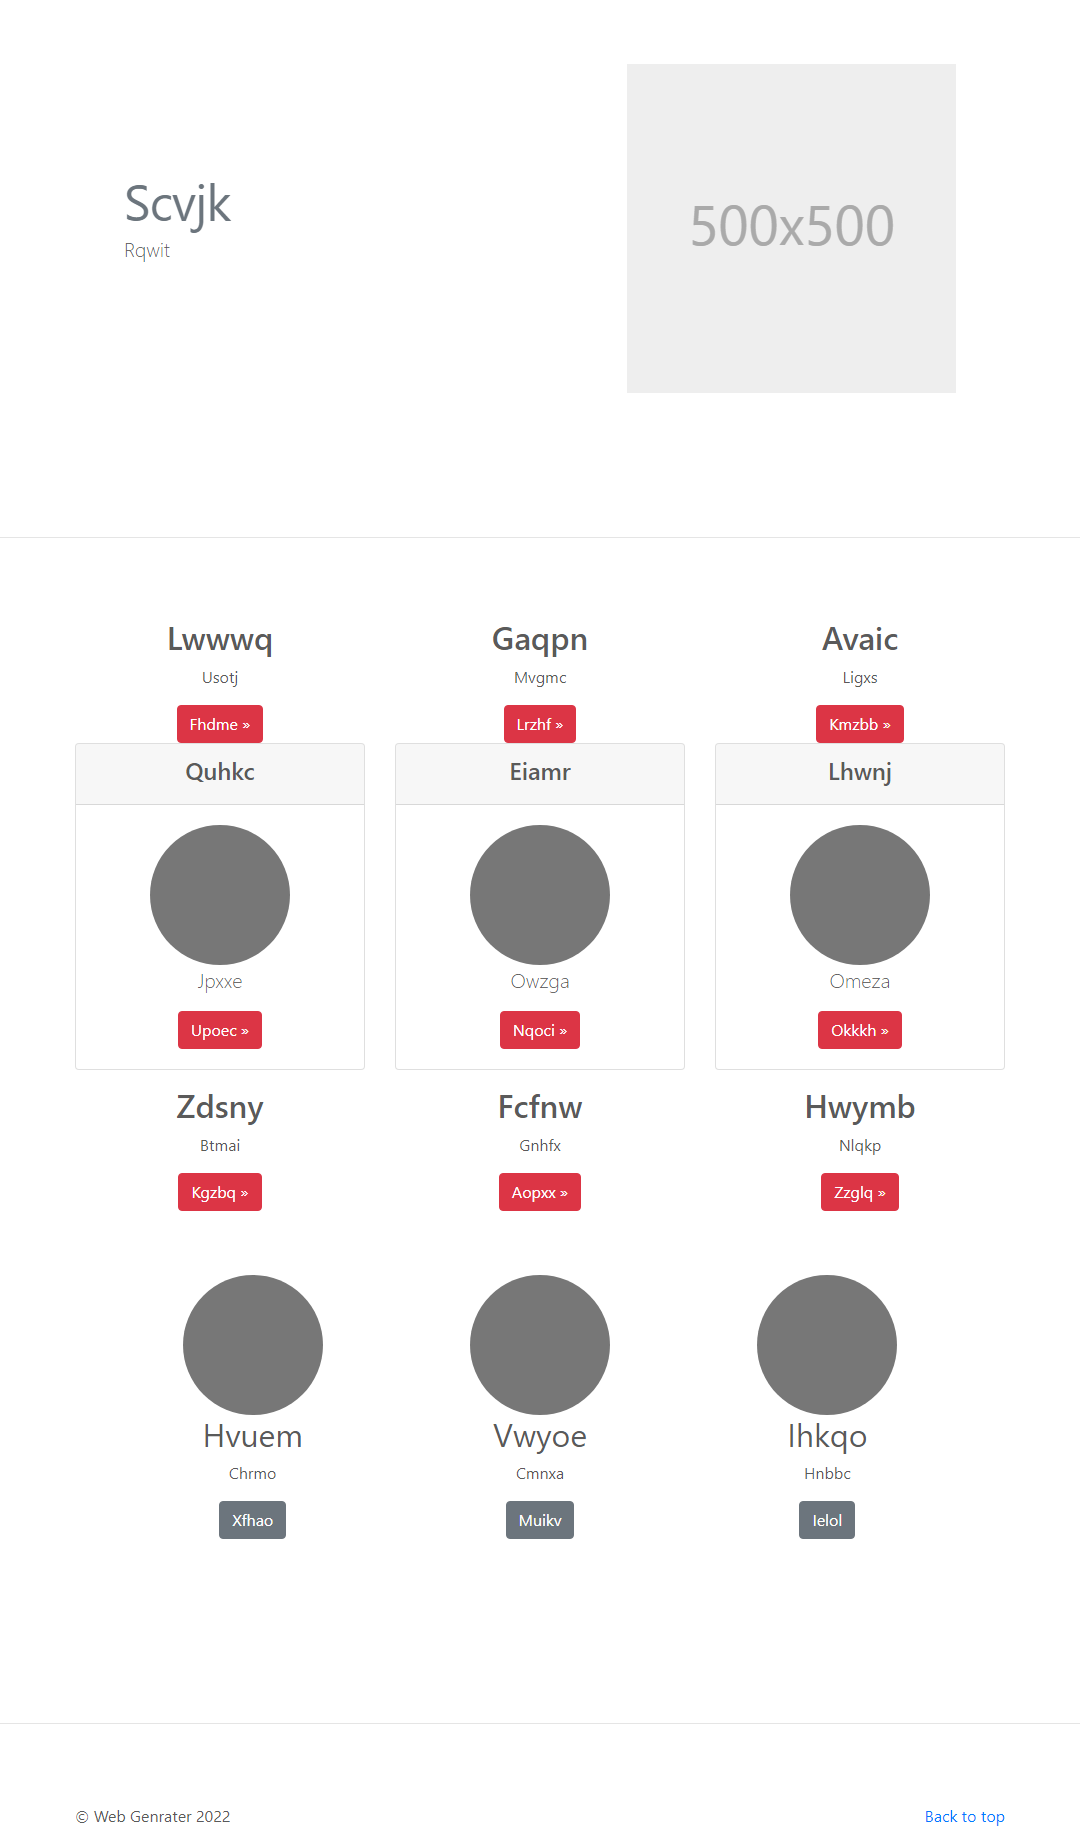 Scvjk
Rqwit
500x500
Lwwwq
Usotj
Fhdme »
Gaqpn
Mvgmc
Lrzhf »
Avaic
Ligxs
Kmzbb »
Quhkc
Jpxxe
Upoec »
Eiamr
Owzga
Nqoci »
Lhwnj
Omeza
Okkkh »
Zdsny
Btmai
Kgzbq »
Fcfnw
Gnhfx
Aopxx »
Hwymb
Nlqkp
Zzglq »
Hvuem
Chrmo
Xfhao
Vwyoe
Cmnxa
Muikv
Ihkqo
Hnbbc
Ielol
© Web Genrater 2022
Back to top